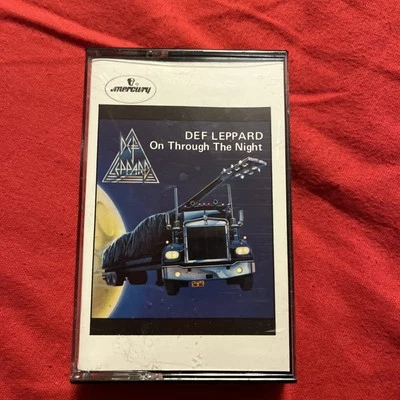 mercury
DEF LEPPARD
On Through The Night
DEF
LEPPARD